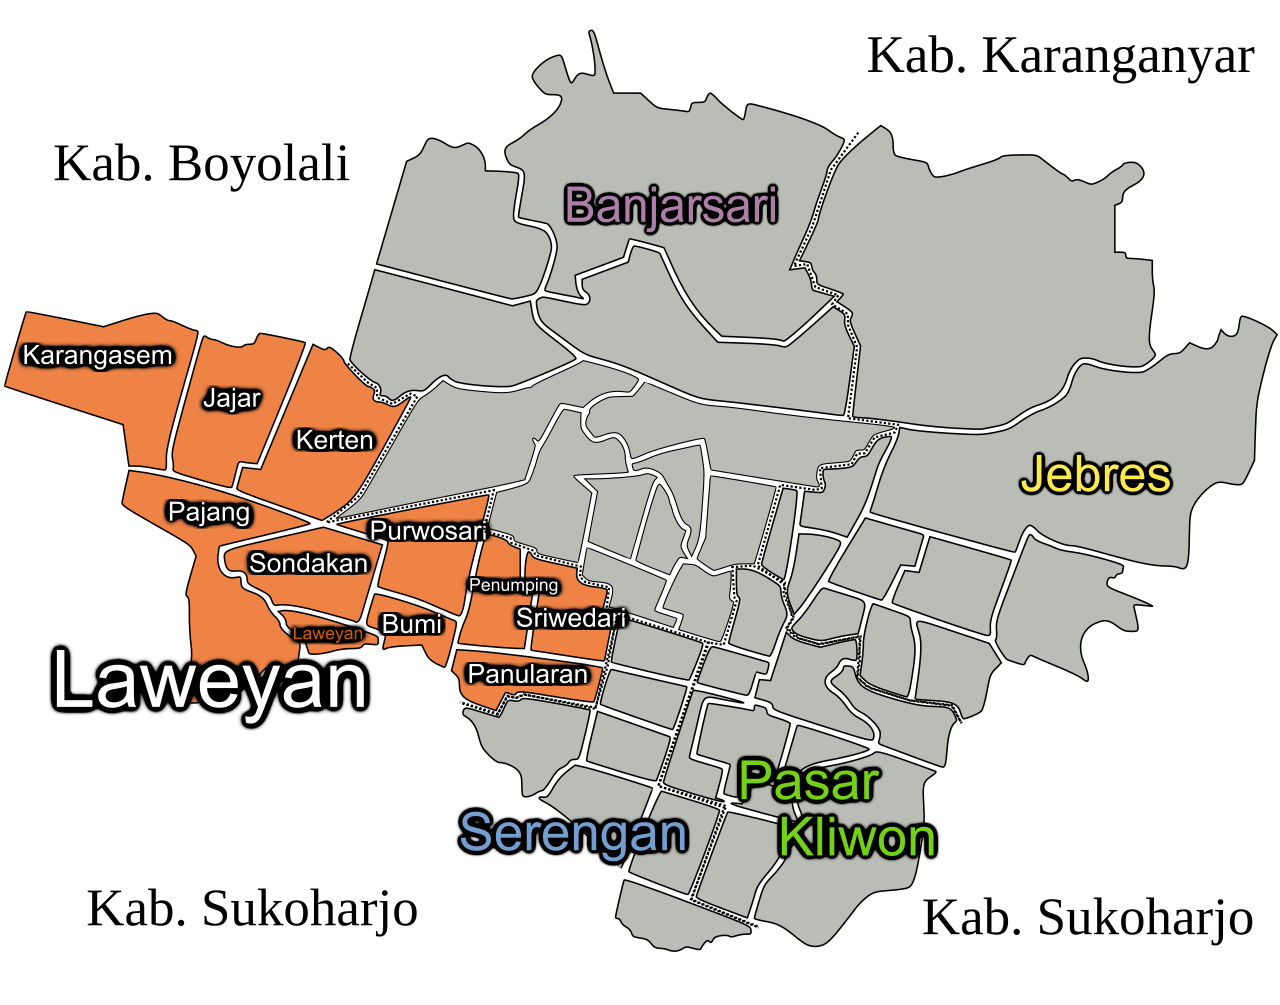 Kab. Karanganyar
Kab. Boyolali
Banjarsari
Karangasem
Jajar
Kerten
Jebres
Pajang
Purwosari
Sondakan
Penumping
Sriwedari
Bumi
Laweyan
Laweyan
Panularan
Pasar
Kliwon
Serengan
Kab. Sukoharjo
Kab. Sukoharjo